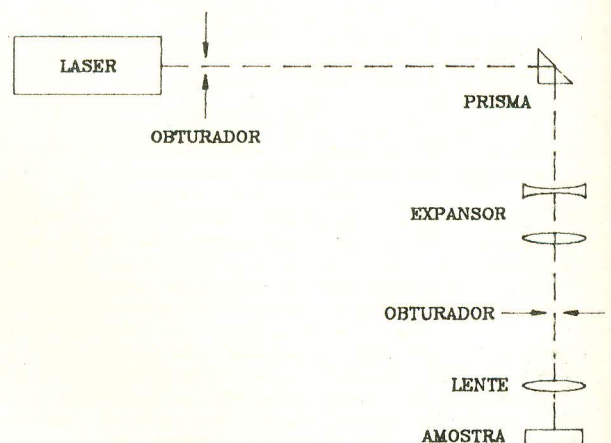 LASER
OBTURADOR
PRISMA
EXPANSOR
OBTURADOR
LENTE
AMOSTRA